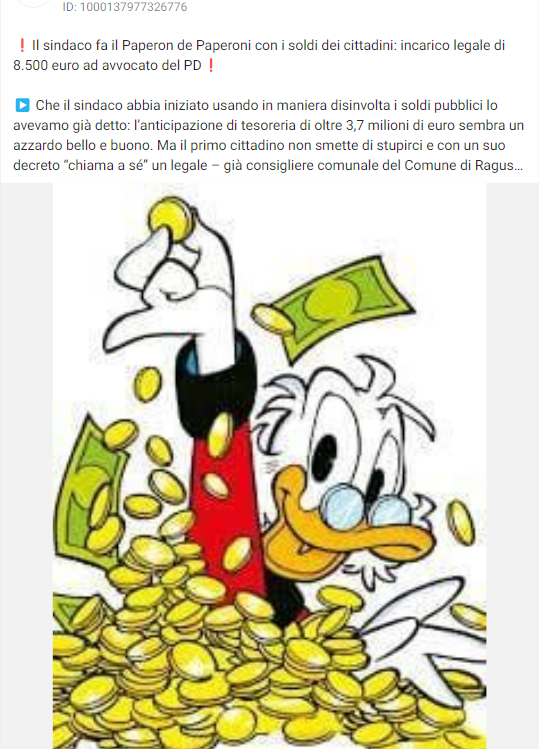 ID: 1000137977326776
❗ Il sindaco fa il Paperon de Paperoni con i soldi dei cittadini: incarico legale di
8.500 euro ad avvocato del PD ❗
▶️ Che il sindaco abbia iniziato usando in maniera disinvolta i soldi pubblici lo
avevamo già detto: l’anticipazione di tesoreria di oltre 3,7 milioni di euro sembra un
azzardo bello e buono. Ma il primo cittadino non smette di stupirci e con un suo
decreto “chiama a sé” un legale – già consigliere comunale del Comune di Ragus...